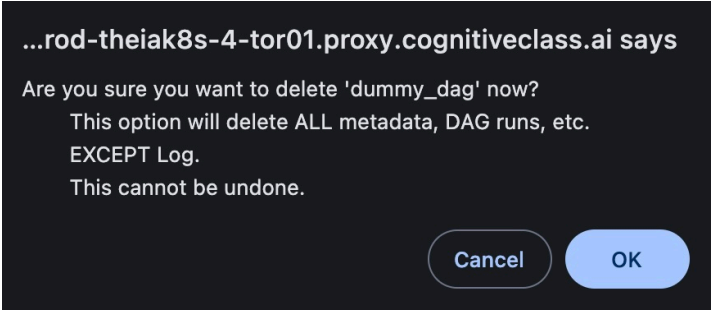 ...rod-theiak8s-4-tor01.proxy.cognitiveclass.ai says
Are you sure you want to delete 'dummy_dag' now?
This option will delete ALL metadata, DAG runs, etc.
EXCEPT Log.
This cannot be undone.
Cancel
OK